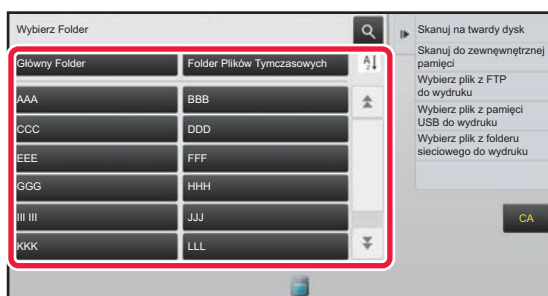 Wybierz Folder
Główny Folder
Folder Plików Tymczasowych
AAA
BBB
CCC
DDD
EEE
FFF
GGG
HHH
III III
JJJ
KKK
LLL
Skanuj na twardy dysk
Skanuj do zewnęwnętrznej
pamięci
Wybierz plik z FTP
do wydruku
Wybierz plik z pamięci
USB do wydruku
Wybierz plik z folderu
sieciowego do wydruku
CA